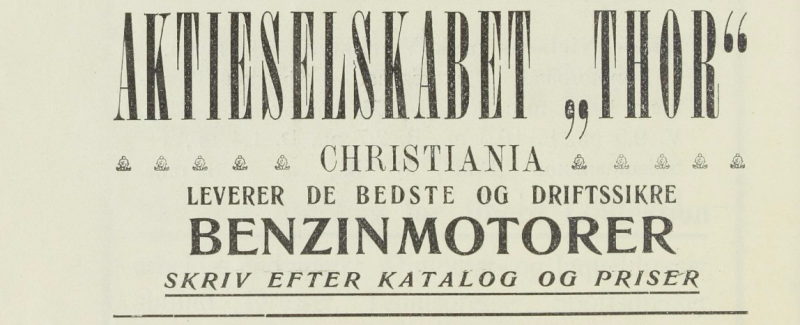 AKTIESELSKABET „THOR“
CHRISTIANIA
LEVERER DE BEDSTE OG DRIFTSSIKRE
BENZINMOTORER
SKRIV EFTER KATALOG OG PRISER